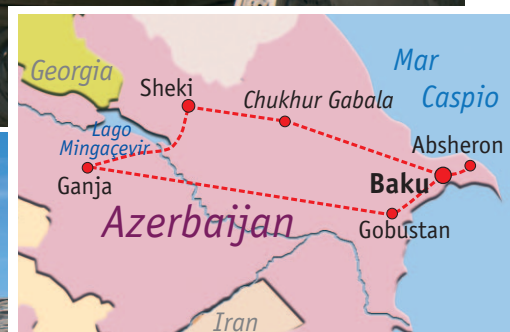 Georgia
Mar
Caspio
Sheki
Chukhur Gabala
Lago
Mingaçevir
Absheron
Ganja
Baku
Azerbaijan
Gobustan
Iran